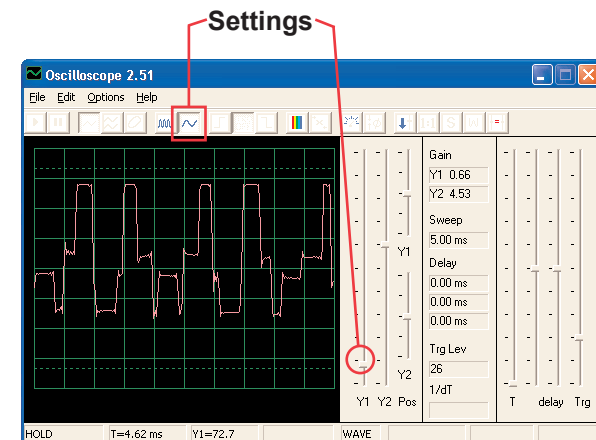 Settings
Oscilloscope 2.51
File Edit Options Help
Gain
Y1 0.66
Y2 4.53
Sweep
5.00 ms
Y1
Delay
0.00 ms
0.00 ms
0.00 ms
Trg Lev
Y2
26
1/dT
Y1 Y2 Pos
T delay Trg
HOLD T=4.62 ms Y1=72.7 WAVE